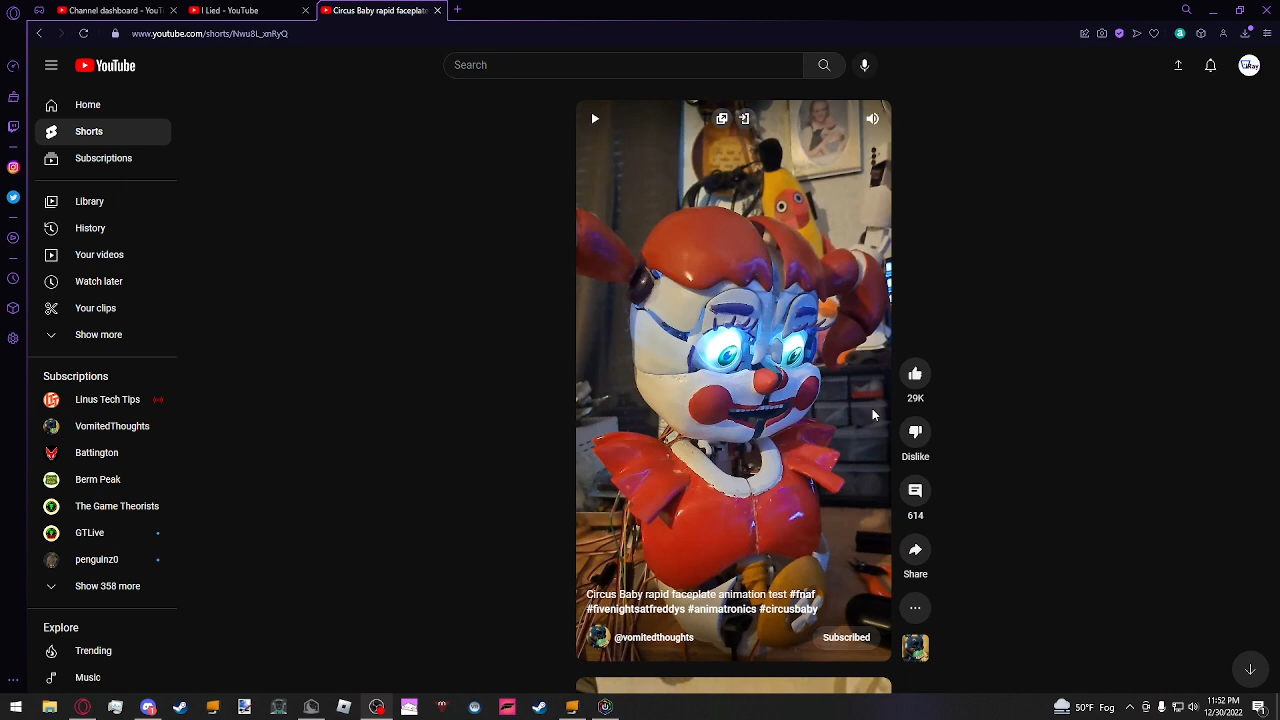 Channel dashboard - YouTu
I Lied - YouTube
Circus Baby rapid faceplate
www.youtube.com/shorts/Nwu8L_xnRyQ
YouTube
Search
Home
Shorts
Subscriptions
Library
History
Your videos
Watch later
Your clips
Show more
Subscriptions
Linus Tech Tips
VomitedThoughts
Battington
Berm Peak
The Game Theorists
GTLive
penguinz0
Show 358 more
Explore
Trending
Music
29K
Dislike
614
Share
Circus Baby rapid faceplate animation test #fnaf
#fivenightsatfreddys #animatronics #circusbaby
@vomitedthoughts
Subscribed
50°F Fog
11:52 PM
12/30/2022